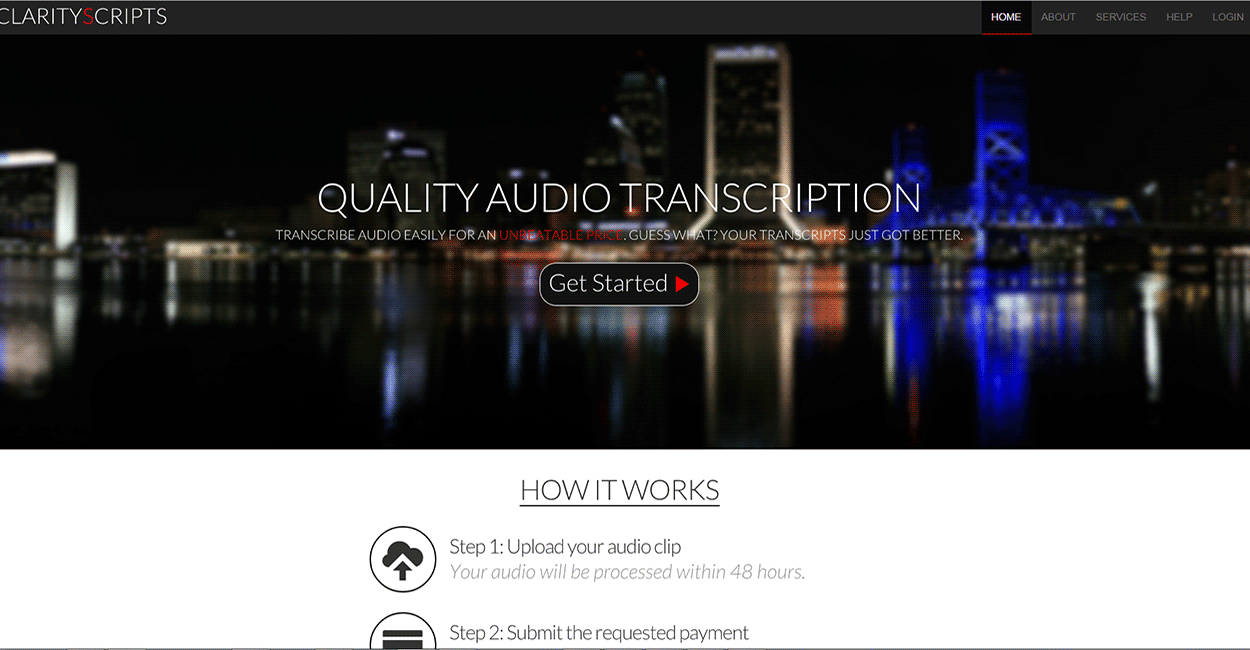 CLARITYSCRIPTS
HOME ABOUT SERVICES HELP LOGIN
QUALITY AUDIO TRANSCRIPTION
TRANSCRIBE AUDIO EASILY FOR AN UNBEATABLE PRICE. GUESS WHAT? YOUR TRANSCRIPTS JUST GOT BETTER.
Get Started
HOW IT WORKS
Step 1: Upload your audio clip
Your audio will be processed within 48 hours.
Step 2: Submit the requested payment